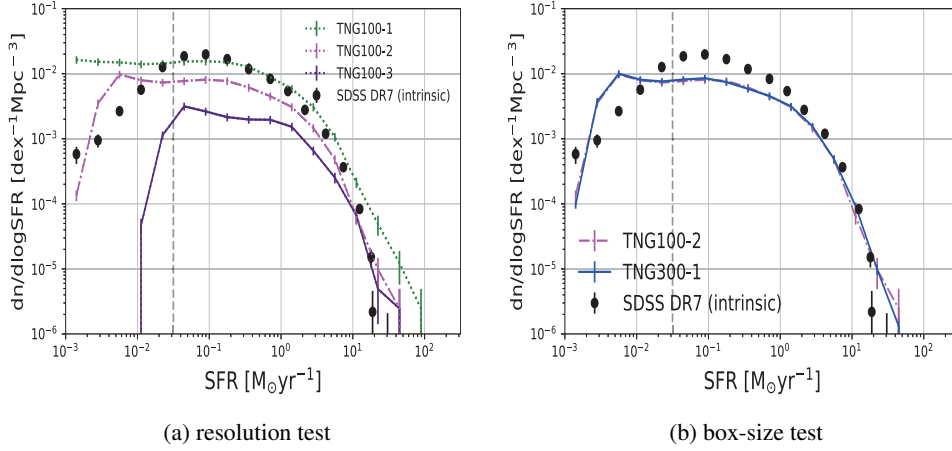 10⁻¹
10⁻²
10⁻³
10⁻⁴
10⁻⁵
10⁻⁶
dn/dlogSFR [dex⁻¹Mpc⁻³]
TNG100-1
TNG100-2
TNG100-3
SDSS DR7 (intrinsic)
10⁻³ 10⁻² 10⁻¹ 10⁰ 10¹ 10²
SFR [M⊙yr⁻¹]
(a) resolution test
10⁻¹
10⁻²
10⁻³
10⁻⁴
10⁻⁵
10⁻⁶
dn/dlogSFR [dex⁻¹Mpc⁻³]
TNG100-2
TNG300-1
SDSS DR7 (intrinsic)
10⁻³ 10⁻² 10⁻¹ 10⁰ 10¹ 10²
SFR [M⊙yr⁻¹]
(b) box-size test